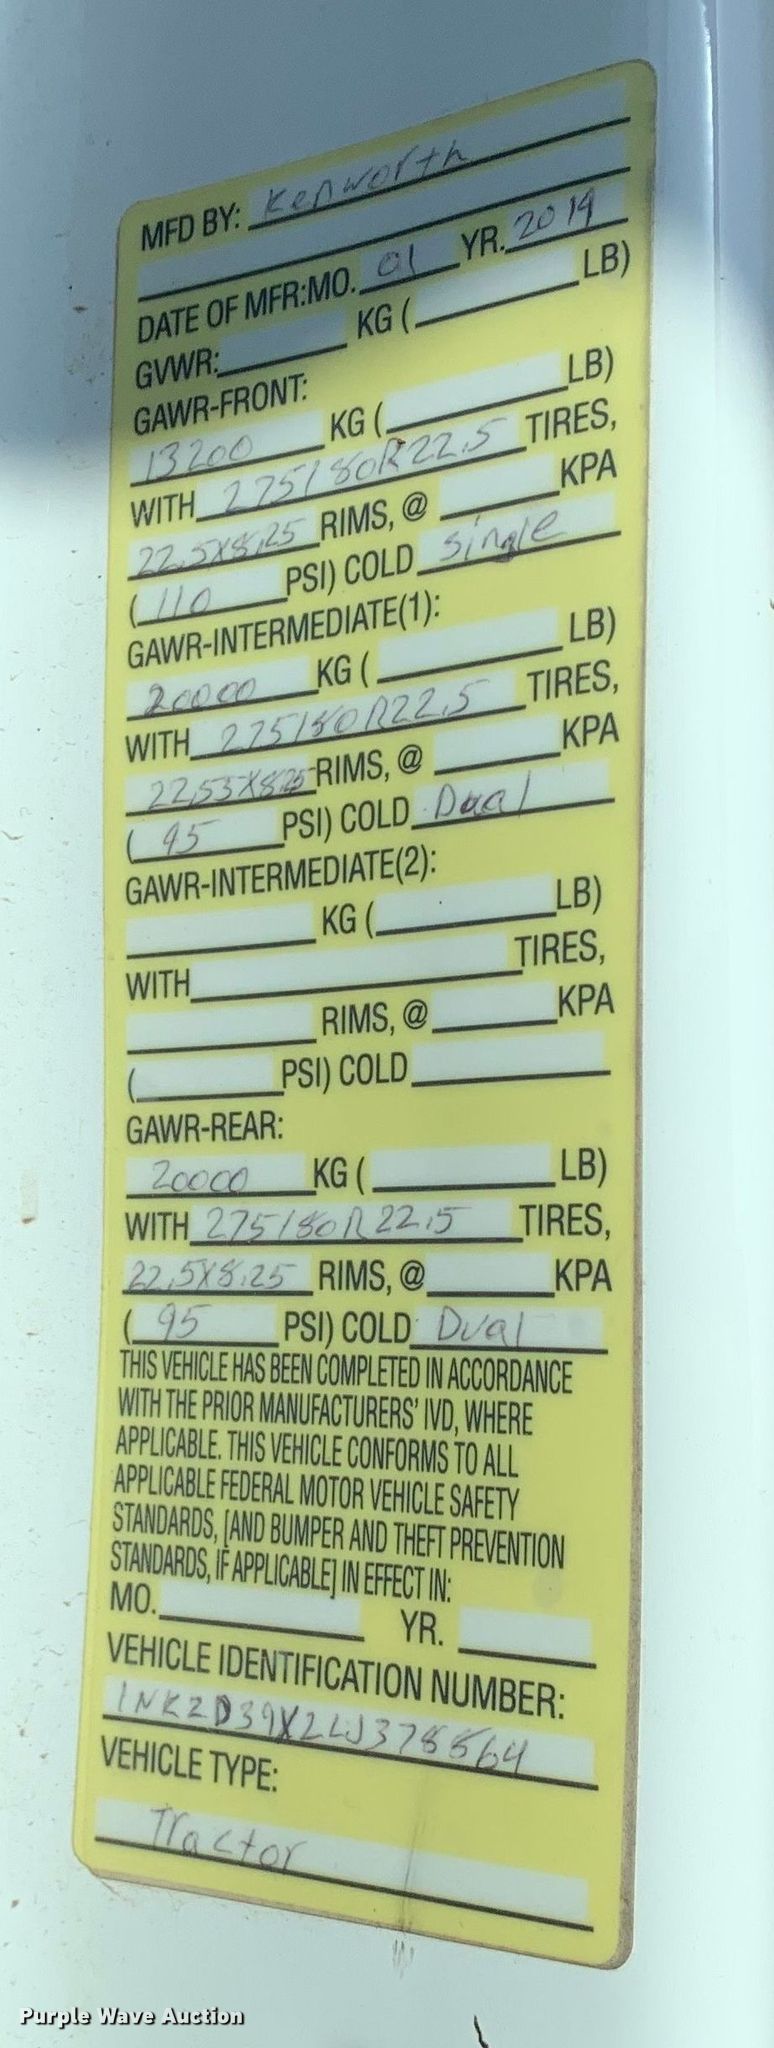 MFD BY: Kenworth
DATE OF MFR:MO. 01 YR. 2019
GVWR: KG ( LB)
GAWR-FRONT:
13200 KG ( LB)
WITH 275/80R22.5 TIRES,
22.5X8.25 RIMS, @ KPA
( 110 PSI) COLD single
GAWR-INTERMEDIATE(1):
20000 KG ( LB)
WITH 275/80R22.5 TIRES,
RIMS, @ KPA
( 95 PSI) COLD Dual
GAWR-INTERMEDIATE(2):
KG ( LB)
WITH TIRES,
RIMS, @ KPA
( PSI) COLD
GAWR-REAR:
20000 KG ( LB)
WITH 275/80R22.5 TIRES,
22.5X8.25 RIMS, @ KPA
( 95 PSI) COLD Dual
THIS VEHICLE HAS BEEN COMPLETED IN ACCORDANCE
WITH THE PRIOR MANUFACTURERS' IVD, WHERE
APPLICABLE. THIS VEHICLE CONFORMS TO ALL
APPLICABLE FEDERAL MOTOR VEHICLE SAFETY
STANDARDS, [AND BUMPER AND THEFT PREVENTION
STANDARDS, IF APPLICABLE] IN EFFECT IN:
MO. YR.
VEHICLE IDENTIFICATION NUMBER:
1NKZD39X2LJ378564
VEHICLE TYPE:
Tractor
Purple Wave Auction